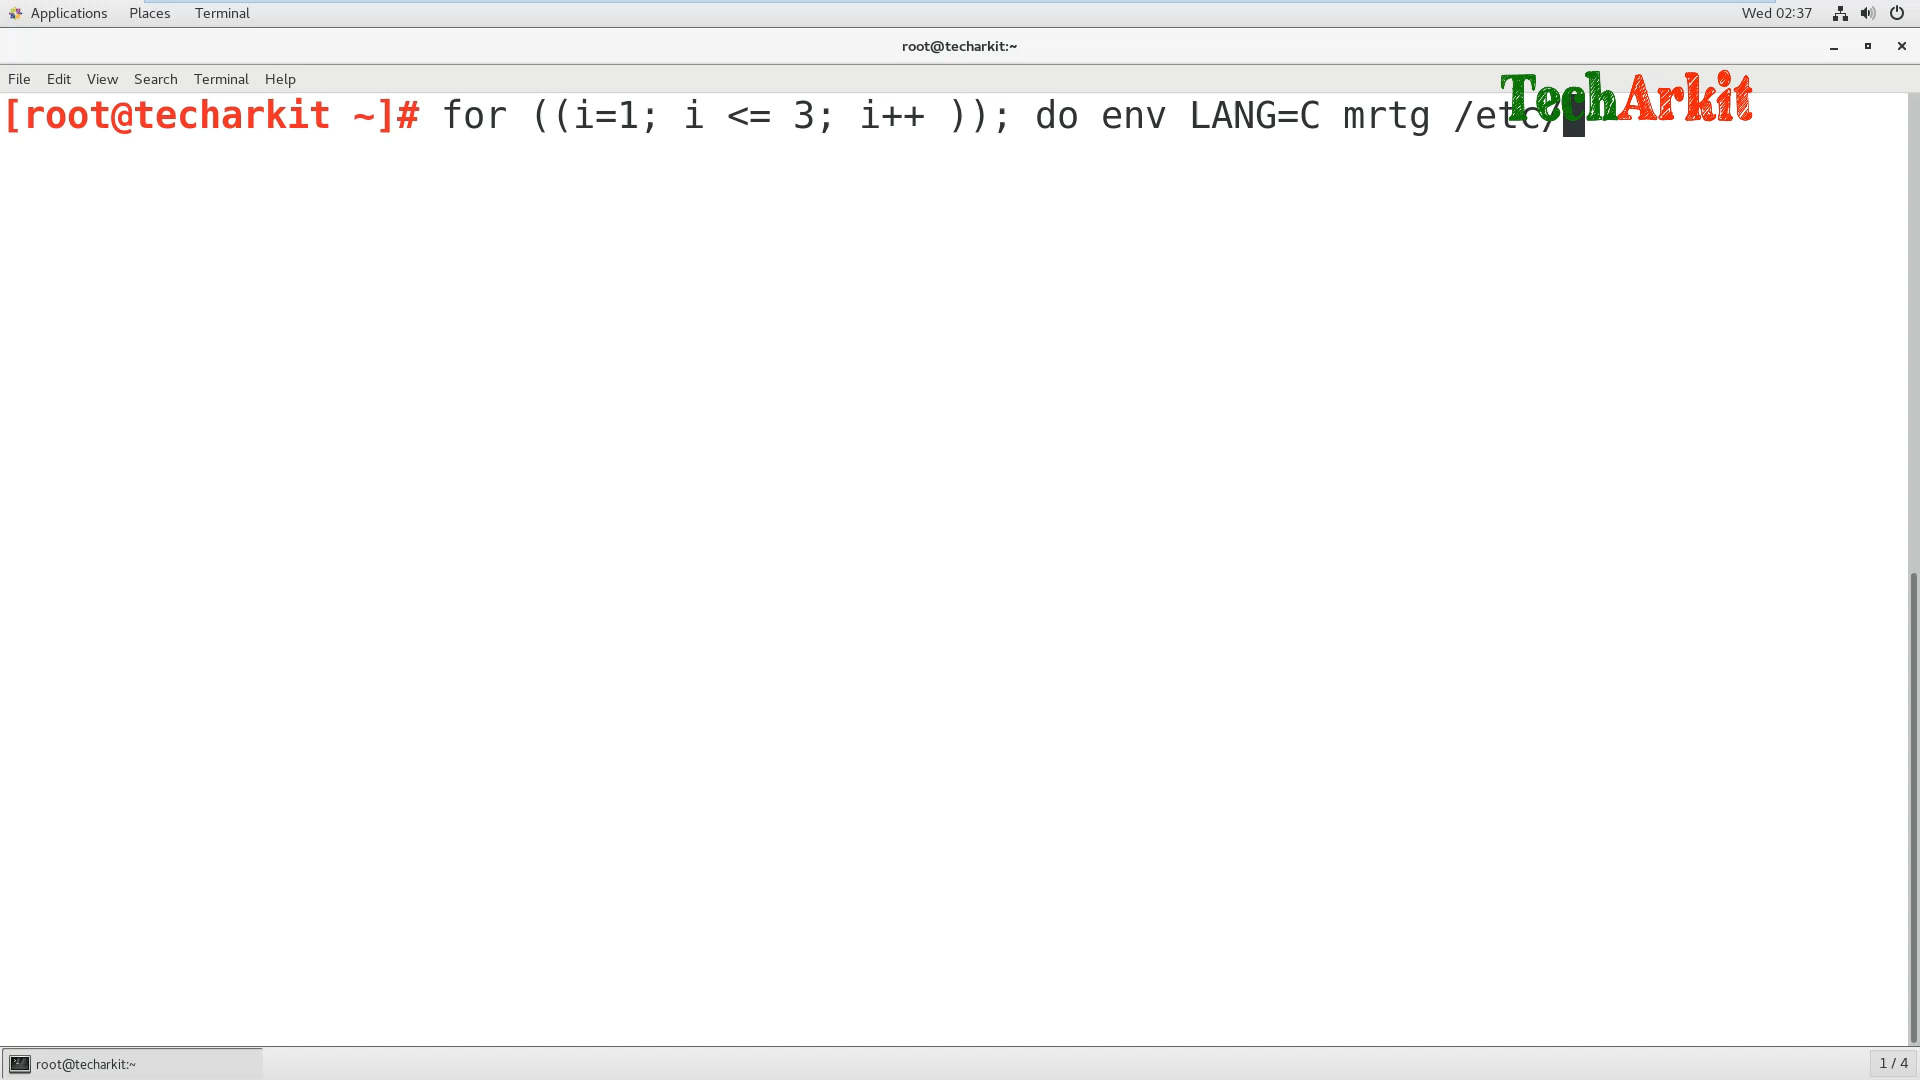 Applications Places Terminal Wed 02:37
root@techarkit:~
File Edit View Search Terminal Help
TechArkit
[root@techarkit ~]# for ((i=1; i <= 3; i++ )); do env LANG=C mrtg /etc/
root@techarkit:~ 1 / 4